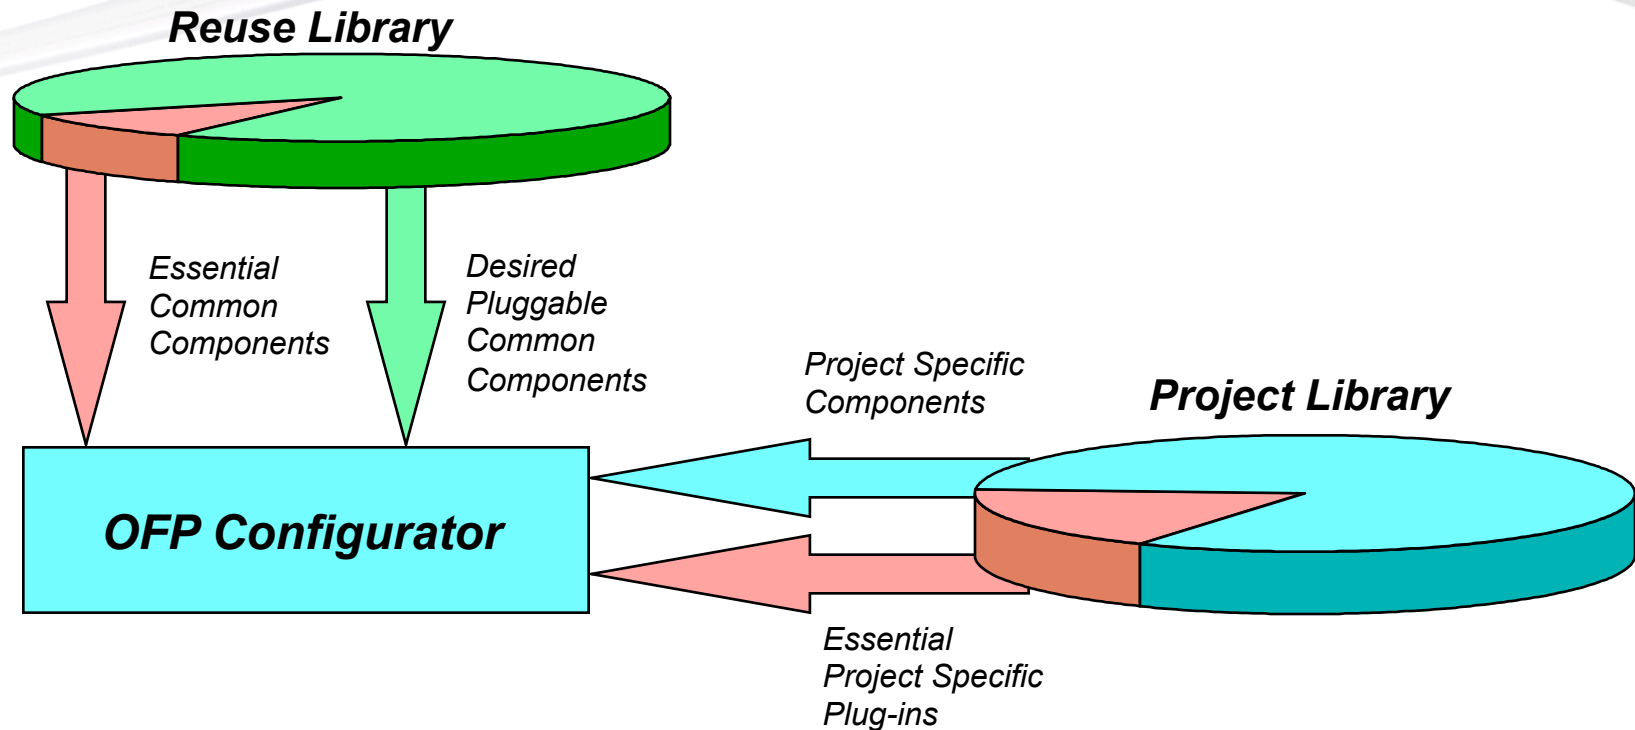 Reuse Library
Essential
Common
Components
Desired
Pluggable
Common
Components
Project Specific
Components
Project Library
OFP Configurator
Essential
Project Specific
Plug-ins